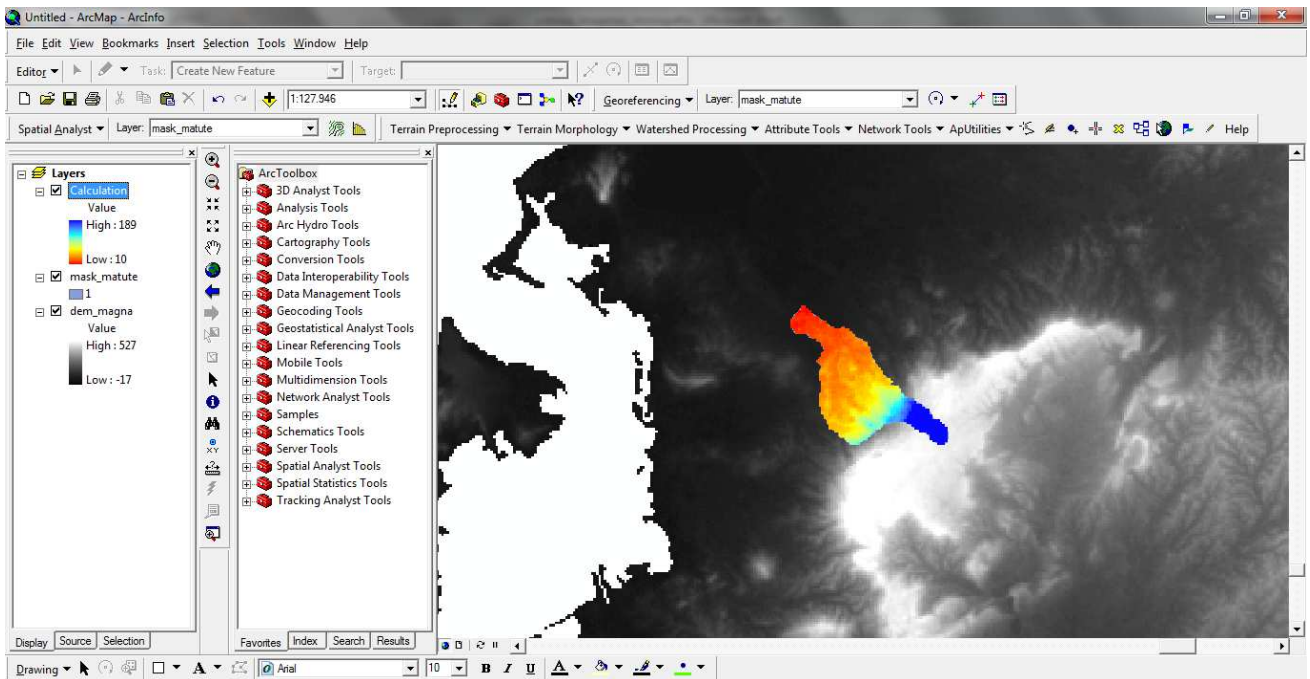 Untitled - ArcMap - ArcInfo
File Edit View Bookmarks Insert Selection Tools Window Help
Editor Task: Create New Feature Target:
1:127.946 Georeferencing Layer: mask_matute
Spatial Analyst Layer: mask_matute Terrain Preprocessing Terrain Morphology Watershed Processing Attribute Tools Network Tools ApUtilities Help
Layers
Calculation
Value
High : 189
Low : 10
mask_matute
1
dem_magna
Value
High : 527
Low : -17
Display Source Selection
ArcToolbox
3D Analyst Tools
Analysis Tools
Arc Hydro Tools
Cartography Tools
Conversion Tools
Data Interoperability Tools
Data Management Tools
Geocoding Tools
Geostatistical Analyst Tools
Linear Referencing Tools
Mobile Tools
Multidimension Tools
Network Analyst Tools
Samples
Schematics Tools
Server Tools
Spatial Analyst Tools
Spatial Statistics Tools
Tracking Analyst Tools
Favorites Index Search Results
Drawing A Arial 10 B I U A